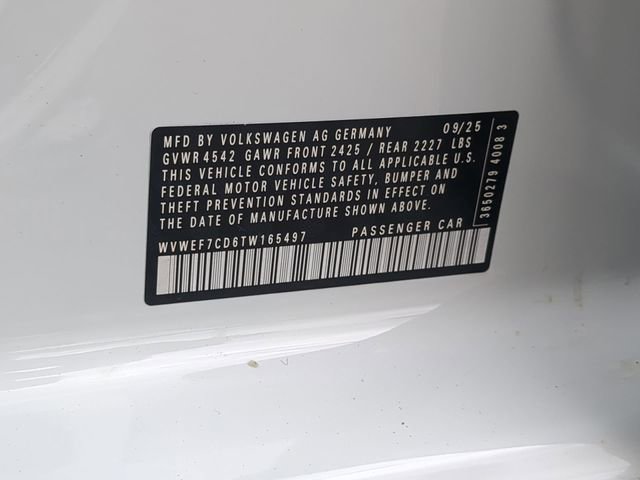 MFD BY VOLKSWAGEN AG GERMANY 09/25
GVWR 4542 GAWR FRONT 2425 / REAR 2227 LBS
THIS VEHICLE CONFORMS TO ALL APPLICABLE U.S.
FEDERAL MOTOR VEHICLE SAFETY, BUMPER AND
THEFT PREVENTION STANDARDS IN EFFECT ON
THE DATE OF MANUFACTURE SHOWN ABOVE.
WVWEF7CD6TW165497 PASSENGER CAR
3650279 4008 3